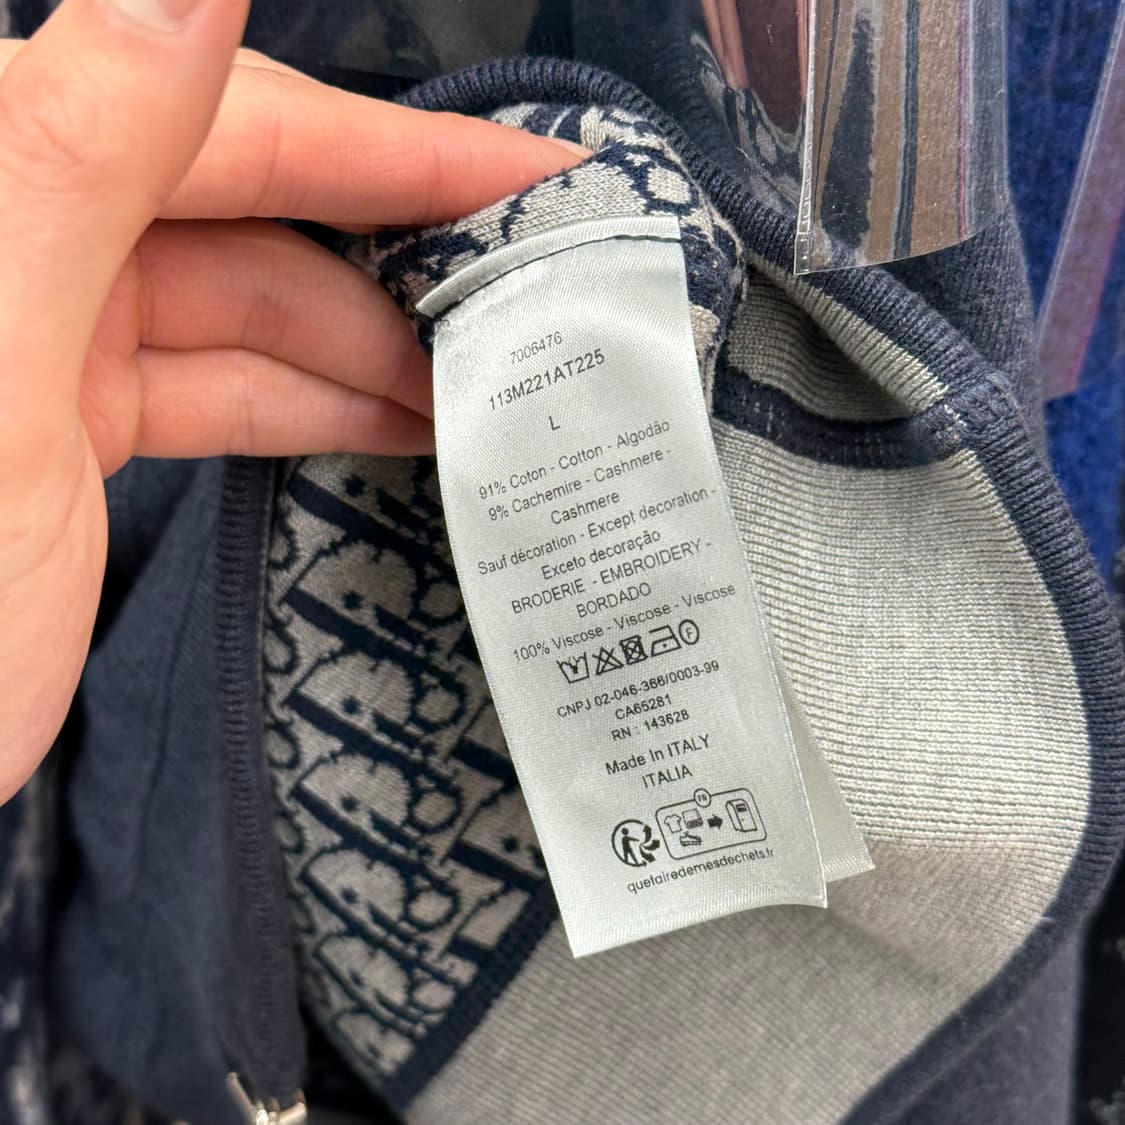 7006476
113M221AT225
L
91% Coton - Cotton - Algodão
9% Cachemire - Cashmere -
Cashmere
Sauf décoration - Except decoration -
Exceto decoração
BRODERIE - EMBROIDERY -
BORDADO
100% Viscose - Viscose - Viscose
F
CNPJ 02-046-366/0003-99
CA65281
RN : 143628
Made In ITALY
ITALIA
FR
quefairedemesdechets.fr